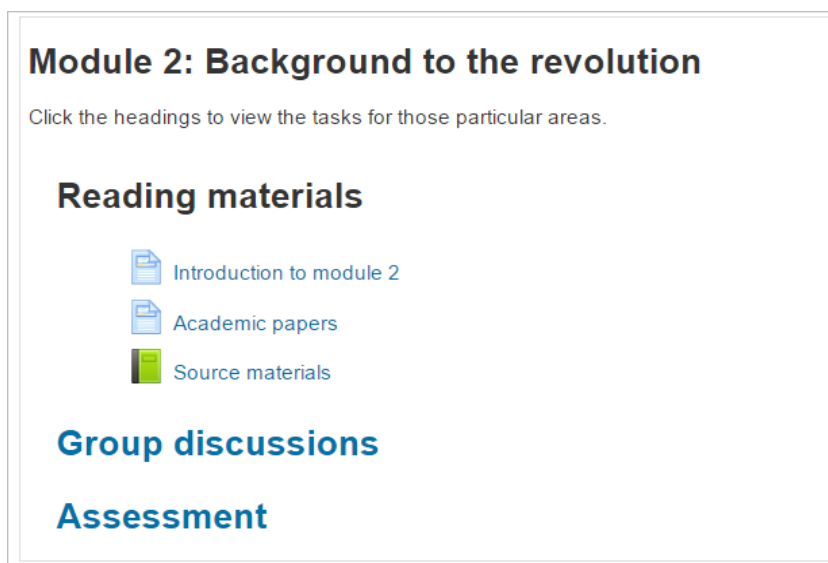 Module 2: Background to the revolution
Click the headings to view the tasks for those particular areas.
Reading materials
Introduction to module 2
Academic papers
Source materials
Group discussions
Assessment